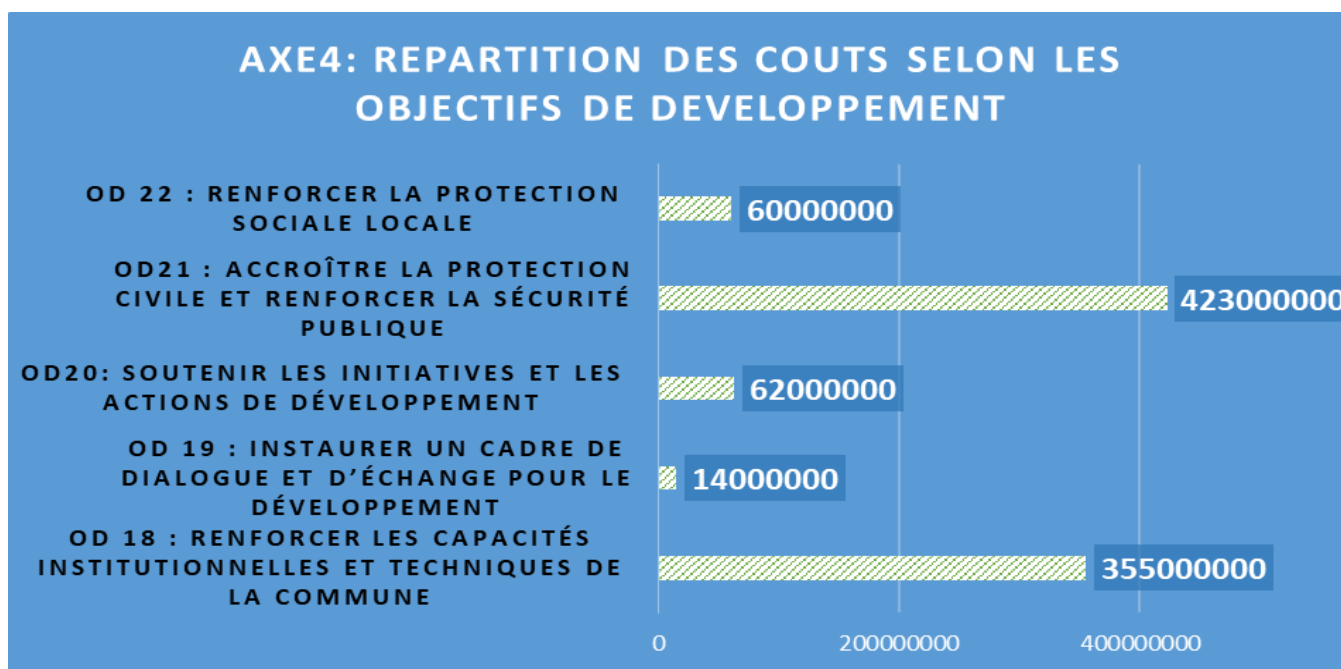 AXE4: REPARTITION DES COUTS SELON LES
OBJECTIFS DE DEVELOPPEMENT
OD 22 : RENFORCER LA PROTECTION
SOCIALE LOCALE
60000000
OD21 : ACCROÎTRE LA PROTECTION
CIVILE ET RENFORCER LA SÉCURITÉ
PUBLIQUE
423000000
OD20: SOUTENIR LES INITIATIVES ET LES
ACTIONS DE DÉVELOPPEMENT
62000000
OD 19 : INSTAURER UN CADRE DE
DIALOGUE ET D’ÉCHANGE POUR LE
DÉVELOPPEMENT
14000000
OD 18 : RENFORCER LES CAPACITÉS
INSTITUTIONNELLES ET TECHNIQUES DE
LA COMMUNE
355000000
0 200000000 400000000